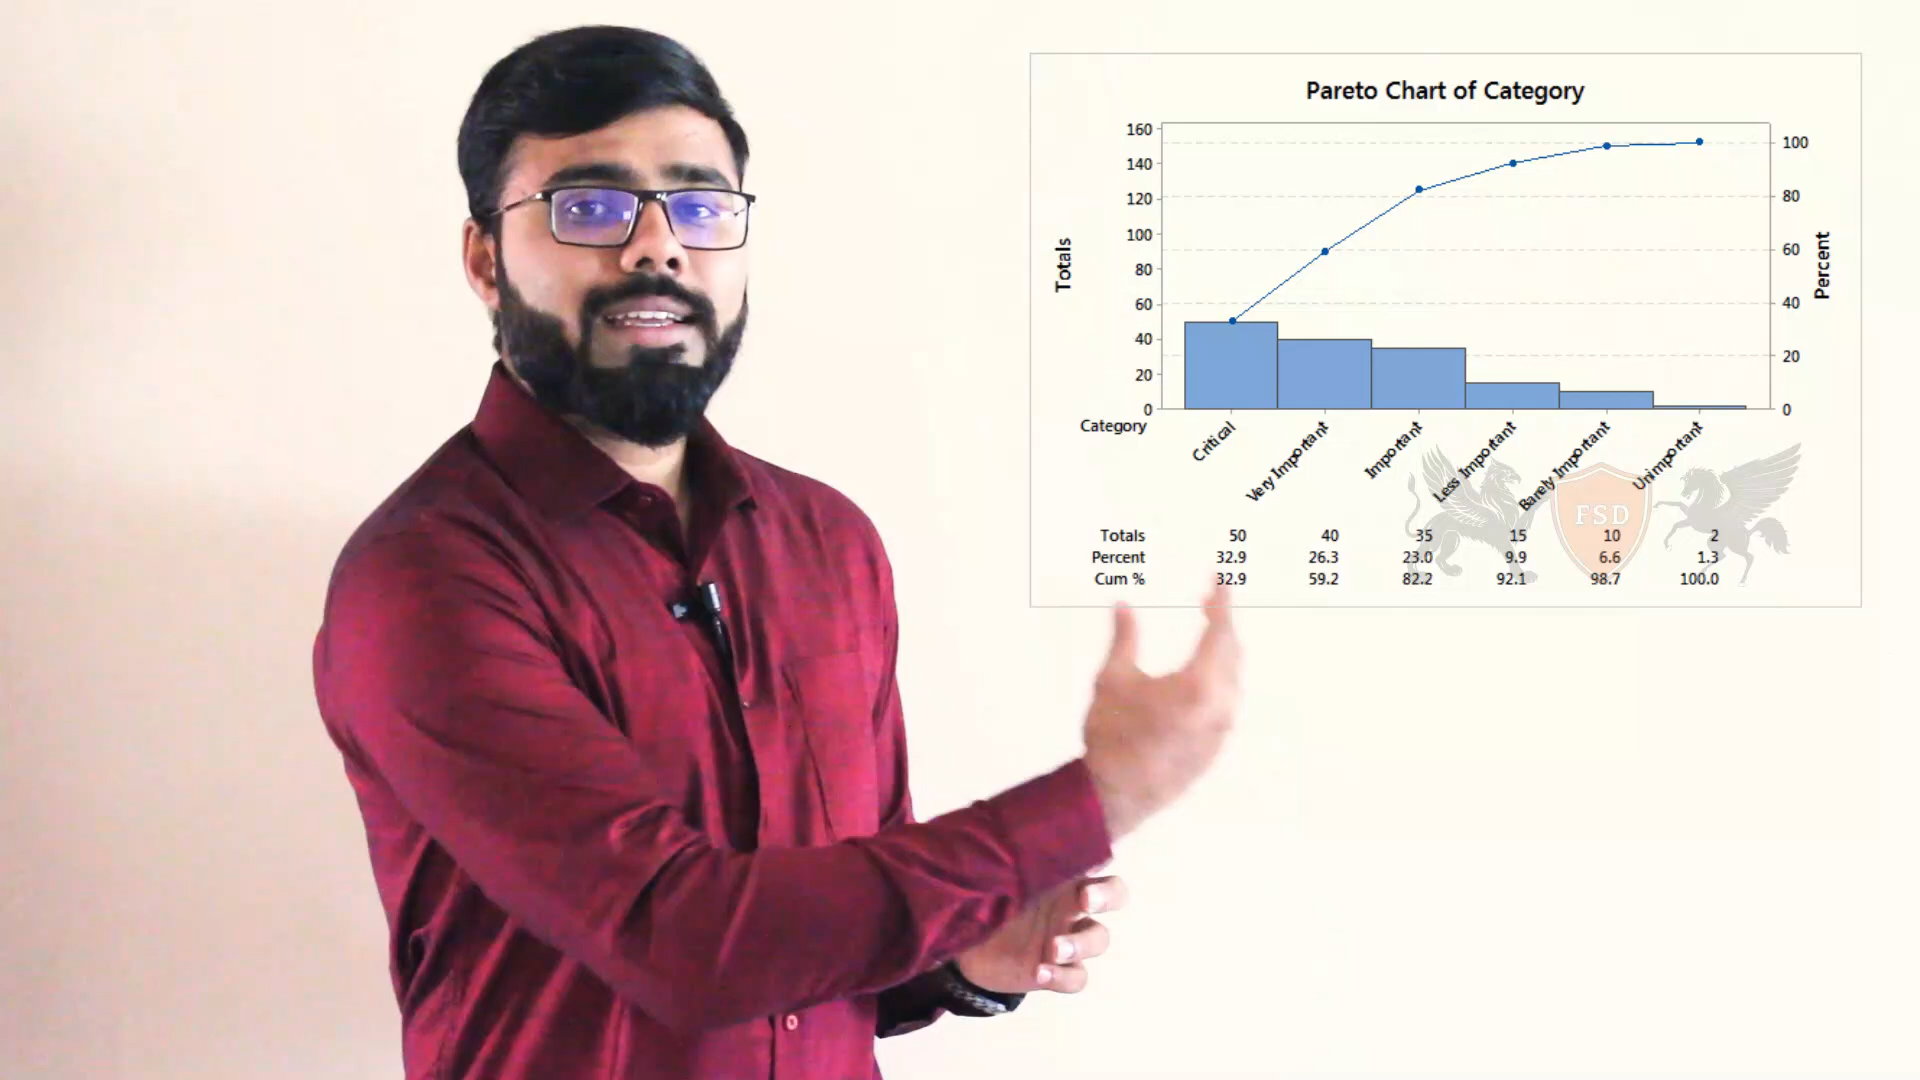 Pareto Chart of Category
160
140
120
100
80
60
40
20
0
Totals
100
80
60
40
20
0
Percent
Category
Critical
Very Important
Important
Less Important
Barely Important
Unimportant
FSD
Totals 50 40 35 15 10 2
Percent 32.9 26.3 23.0 9.9 6.6 1.3
Cum % 32.9 59.2 82.2 92.1 98.7 100.0